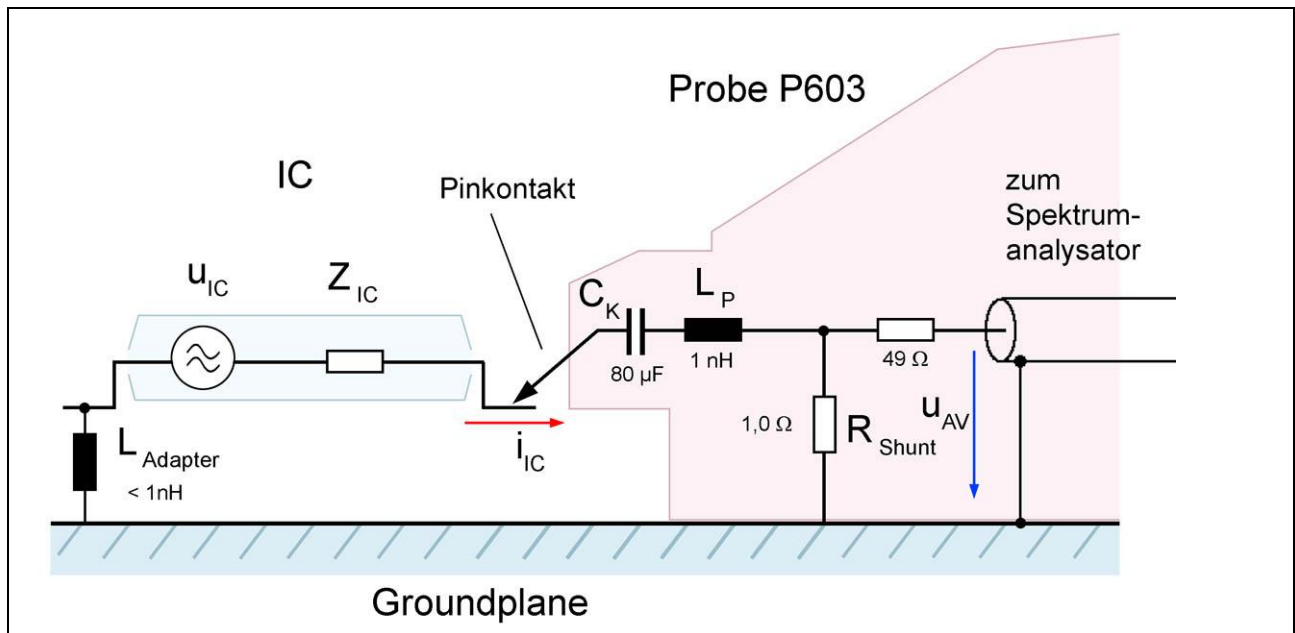 Probe P603
IC
Pinkontakt
zum
Spektrum-
analysator
u IC
Z IC
C K
L P
80 µF
1 nH
49 Ω
u AV
1,0 Ω
R Shunt
i IC
L Adapter
< 1nH
Groundplane